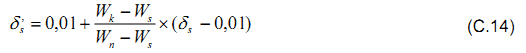 δ's = 0,01 + (Wk − Ws)/(Wn − Ws) × (δs − 0,01) (C.14)